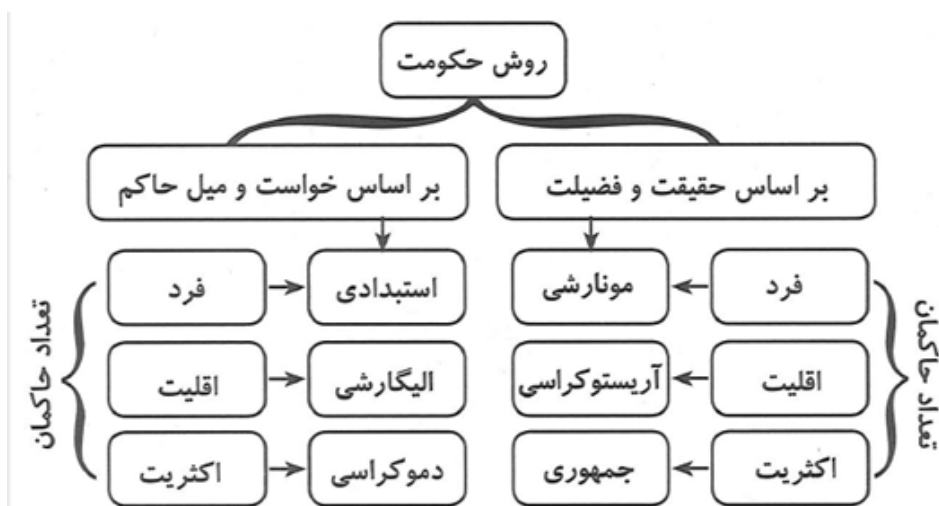 روش حکومت
بر اساس حقیقت و فضیلت
بر اساس خواست و میل حاکم
تعداد حاکمان
فرد
مونارشی
اقلیت
آریستوکراسی
اکثریت
جمهوری
استبدادی
فرد
الیگارشی
اقلیت
دموکراسی
اکثریت
تعداد حاکمان